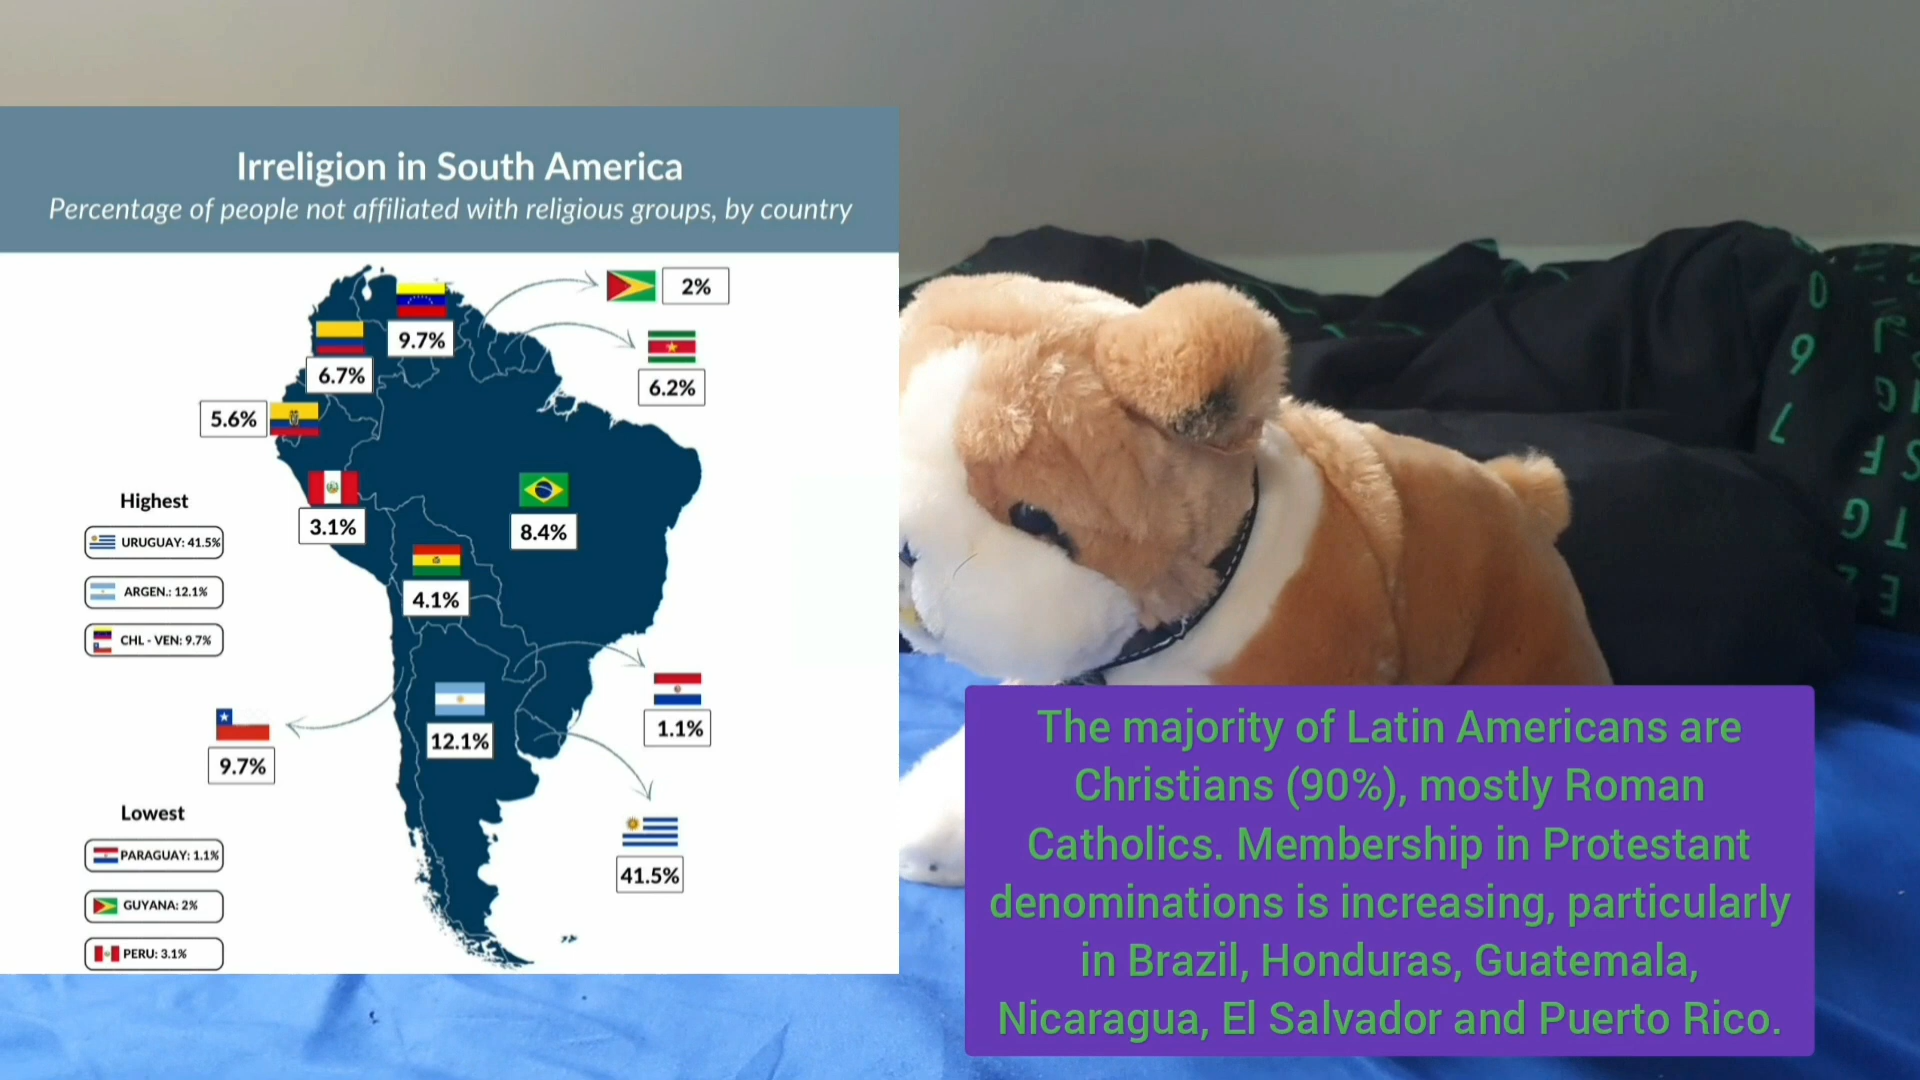 Irreligion in South America
Percentage of people not affiliated with religious groups, by country
2%
9.7%
6.7%
6.2%
5.6%
3.1%
8.4%
4.1%
Highest
URUGUAY: 41.5%
ARGEN.: 12.1%
CHL - VEN: 9.7%
1.1%
12.1%
9.7%
41.5%
Lowest
PARAGUAY: 1.1%
GUYANA: 2%
PERU: 3.1%
The majority of Latin Americans are
Christians (90%), mostly Roman
Catholics. Membership in Protestant
denominations is increasing, particularly
in Brazil, Honduras, Guatemala,
Nicaragua, El Salvador and Puerto Rico.